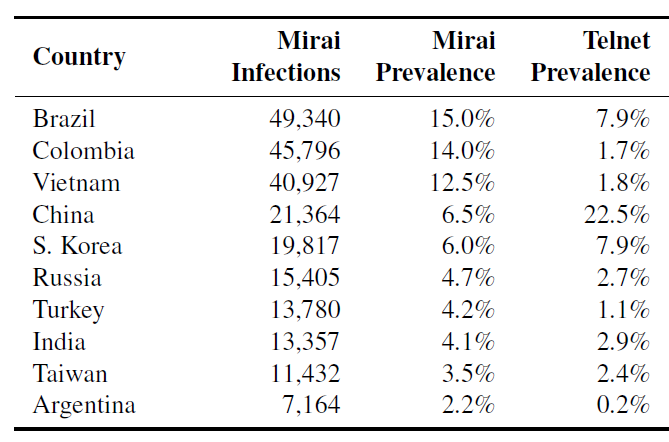 Country Mirai Infections Mirai Prevalence Telnet Prevalence
Brazil 49,340 15.0% 7.9%
Colombia 45,796 14.0% 1.7%
Vietnam 40,927 12.5% 1.8%
China 21,364 6.5% 22.5%
S. Korea 19,817 6.0% 7.9%
Russia 15,405 4.7% 2.7%
Turkey 13,780 4.2% 1.1%
India 13,357 4.1% 2.9%
Taiwan 11,432 3.5% 2.4%
Argentina 7,164 2.2% 0.2%